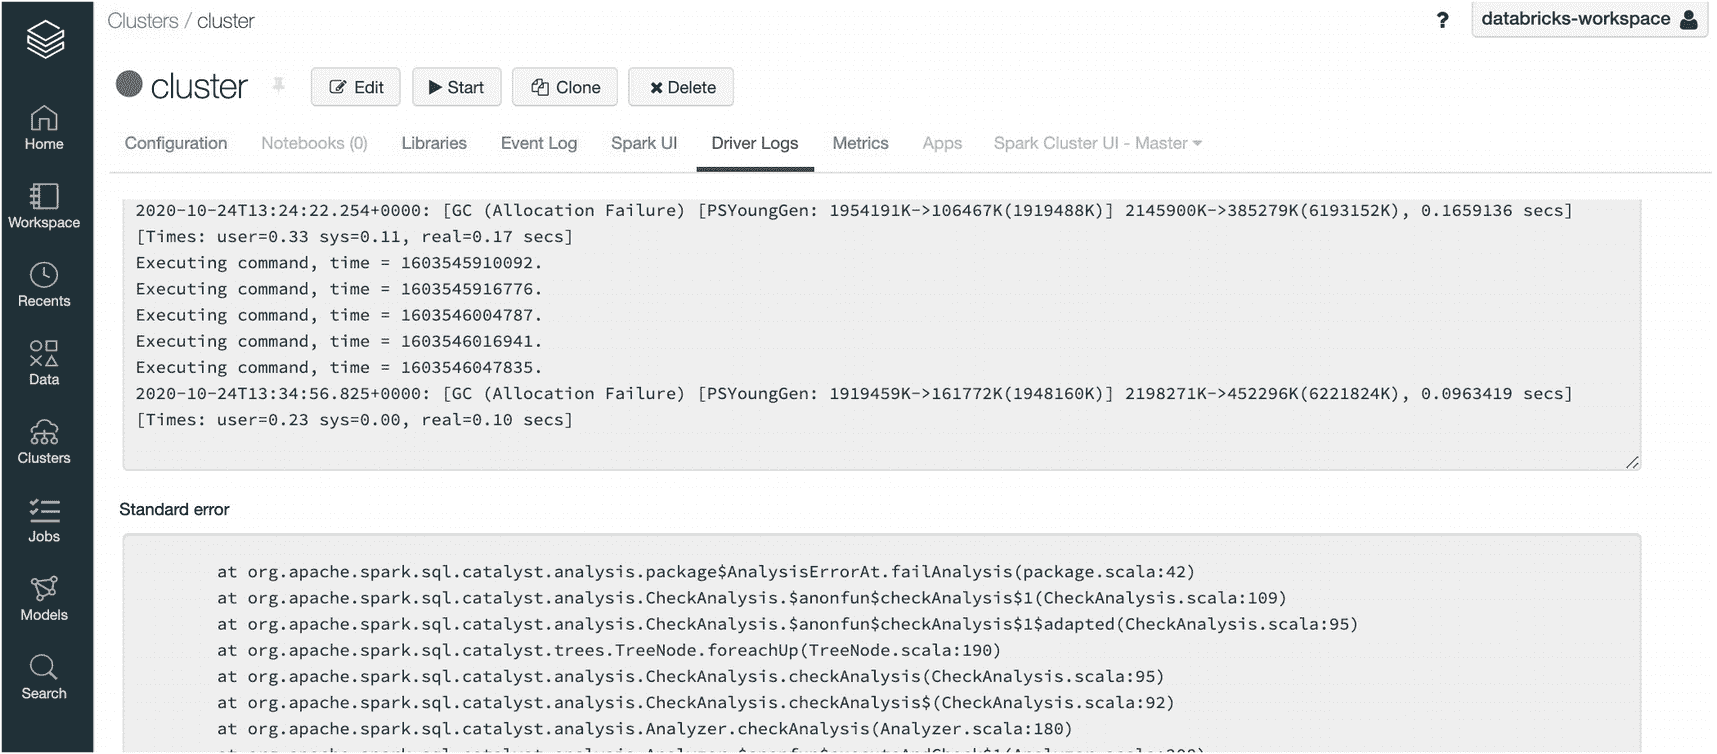 Clusters / cluster
? databricks-workspace
cluster Edit Start Clone Delete
Configuration Notebooks (0) Libraries Event Log Spark UI Driver Logs Metrics Apps Spark Cluster UI - Master
Home
Workspace
Recents
Data
Clusters
Jobs
Models
Search
2020-10-24T13:24:22.254+0000: [GC (Allocation Failure) [PSYoungGen: 1954191K->106467K(1919488K)] 2145900K->385279K(6193152K), 0.1659136 secs]
[Times: user=0.33 sys=0.11, real=0.17 secs]
Executing command, time = 1603545910092.
Executing command, time = 1603545916776.
Executing command, time = 1603546004787.
Executing command, time = 1603546016941.
Executing command, time = 1603546047835.
2020-10-24T13:34:56.825+0000: [GC (Allocation Failure) [PSYoungGen: 1919459K->161772K(1948160K)] 2198271K->452296K(6221824K), 0.0963419 secs]
[Times: user=0.23 sys=0.00, real=0.10 secs]
Standard error
at org.apache.spark.sql.catalyst.analysis.package$AnalysisErrorAt.failAnalysis(package.scala:42)
at org.apache.spark.sql.catalyst.analysis.CheckAnalysis.$anonfun$checkAnalysis$1(CheckAnalysis.scala:109)
at org.apache.spark.sql.catalyst.analysis.CheckAnalysis.$anonfun$checkAnalysis$1$adapted(CheckAnalysis.scala:95)
at org.apache.spark.sql.catalyst.trees.TreeNode.foreachUp(TreeNode.scala:190)
at org.apache.spark.sql.catalyst.analysis.CheckAnalysis.checkAnalysis(CheckAnalysis.scala:95)
at org.apache.spark.sql.catalyst.analysis.CheckAnalysis.checkAnalysis$(CheckAnalysis.scala:92)
at org.apache.spark.sql.catalyst.analysis.Analyzer.checkAnalysis(Analyzer.scala:180)